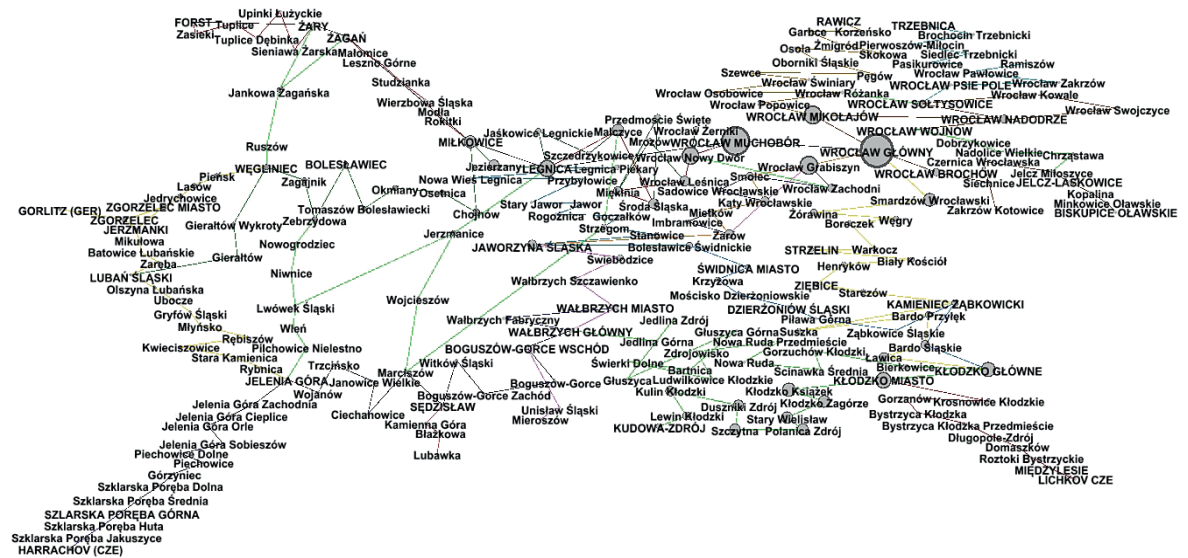 Upinki Łużyckie
FORST
Tuplice
ŻARY
Zasieki
Tuplice Dębinka
ŻAGAŃ
Sieniawa Żarska
Małomice
Leszno Górne
Studzianka
Jankowa Żagańska
Wierzbowa Śląska
Modła
Rokitki
MIŁKOWICE
Jaśkowice Legnickie
Ruszów
WĘGLINIEC
BOLESŁAWIEC
Pieńsk
Zagajnik
Lasów
Jedrychowice
Okmiany
Osetnica
GORLITZ (GER)
ZGORZELEC MIASTO
ZGORZELEC
Tomaszów Bolesławiecki
Chojnów
JERZMANKI
Gierałtów Wykroty
Zebrzydowa
Jerzmanice
Mikułowa
Nowogrodziec
Batowice Lubańskie
Zaręba
Gierałtów
LUBAŃ ŚLĄSKI
Niwnice
Olszyna Lubańska
Ubocze
Lwówek Śląski
Wojcieszów
Gryfów Śląski
Młyńsko
Wleń
Rębiszów
Kwieciszowice
Pilchowice Nielestno
Stara Kamienica
Rybnica
Trzcińsko
Marciszów
JELENIA GÓRA
Janowice Wielkie
Wojanów
Jelenia Góra Zachodnia
Ciechanowice
Jelenia Góra Cieplice
Jelenia Góra Orle
Jelenia Góra Sobieszów
Piechowice Dolne
Piechowice
Górzyniec
Szklarska Poręba Dolna
Szklarska Poręba Średnia
SZLARSKA PORĘBA GÓRNA
Szklarska Poręba Huta
Szklarska Poręba Jakuszyce
HARRACHOV (CZE)
Przedmoście Święte
Malczyce
Szczedrzykowice
Mrozów
Wrocław Żerniki
WROCŁAW MUCHOBÓR
Jezierzany
LEGNICA
Legnica Piekary
Wrocław Nowy Dwór
Nowa Wieś Legnica
Przybyłowice
Wrocław Leśnica
Miękinia
Sadowice Wrocławskie
Smolec
Środa Śląska
Kąty Wrocławskie
Stary Jawor
Jawor
Rogoźnica
Goczałków
Mietków
Imbramowice
Strzegom
Stanowice
Żarów
JAWORZYNA ŚLĄSKA
Bolesławice Świdnickie
Świebodzice
ŚWIDNICA MIASTO
Wałbrzych Szczawienko
Krzyżowa
Mościsko Dzierżoniowskie
WAŁBRZYCH MIASTO
DZIERŻONIÓW ŚLĄSKI
Wałbrzych Fabryczny
Jedlina Zdrój
Piława Górna
WAŁBRZYCH GŁÓWNY
Głuszyca Górna
Suszka
Jedlina Górna
Nowa Ruda Przedmieście
BOGUSZÓW-GORCE WSCHÓD
Zdrojowisko
Gorzuchów Kłodzki
Witków Śląski
Świerki Dolne
Bartnica
Nowa Ruda
Ścinawka Średnia
Boguszów-Gorce
Głuszyca
Ludwikowice Kłodzkie
Boguszów-Gorce Zachód
Kulin Kłodzki
Kłodzko Książek
SĘDZISŁAW
Unisław Śląski
Duszniki Zdrój
Kłodzko Zagórze
Mieroszów
Lewin Kłodzki
Stary Wielisław
Kamienna Góra
KUDOWA-ZDRÓJ
Szczytna
Polanica Zdrój
Błażkowa
Lubawka
RAWICZ
Garbce
Korzeńsko
TRZEBNICA
Brochocin Trzebnicki
Żmigród
Pierwoszów-Miłocin
Osola
Skokowa
Siedlec Trzebnicki
Oborniki Śląskie
Pasikurowice
Ramiszów
Szewce
Pęgów
Wrocław Pawłowice
Wrocław Świniary
WROCŁAW PSIE POLE
Wrocław Zakrzów
Wrocław Osobowice
Wrocław Różanka
Wrocław Kowale
Wrocław Popowice
WROCŁAW SOŁTYSOWICE
Wrocław Swojczyce
WROCŁAW MIKOŁAJÓW
WROCŁAW NADODRZE
WROCŁAW WOJNÓW
Dobrzykowice
WROCŁAW GŁÓWNY
Nadolice Wielkie
Chrząstawa
Wrocław Grabiszyn
Czernica Wrocławska
WROCŁAW BROCHÓW
Jelcz Miłoszyce
Wrocław Zachodni
Siechnice
JELCZ-LASKOWICE
Kopalina
Smardzów Wrocławski
Minkowice Oławskie
Zakrzów Kotowice
BISKUPICE OŁAWSKIE
Żórawina
Boreczek
Węgry
STRZELIN
Warkocz
Henryków
Biały Kościół
ZIĘBICE
Starczów
KAMIENIEC ZĄBKOWICKI
Bardo Przyłęk
Ząbkowice Śląskie
Bardo Śląskie
Ławica
Bierkowice
KŁODZKO GŁÓWNE
KŁODZKO MIASTO
Gorzanów
Krosnowice Kłodzkie
Bystrzyca Kłodzka
Bystrzyca Kłodzka Przedmieście
Długopole-Zdrój
Domaszków
Roztoki Bystrzyckie
MIĘDZYLESIE
LICHKOV CZE